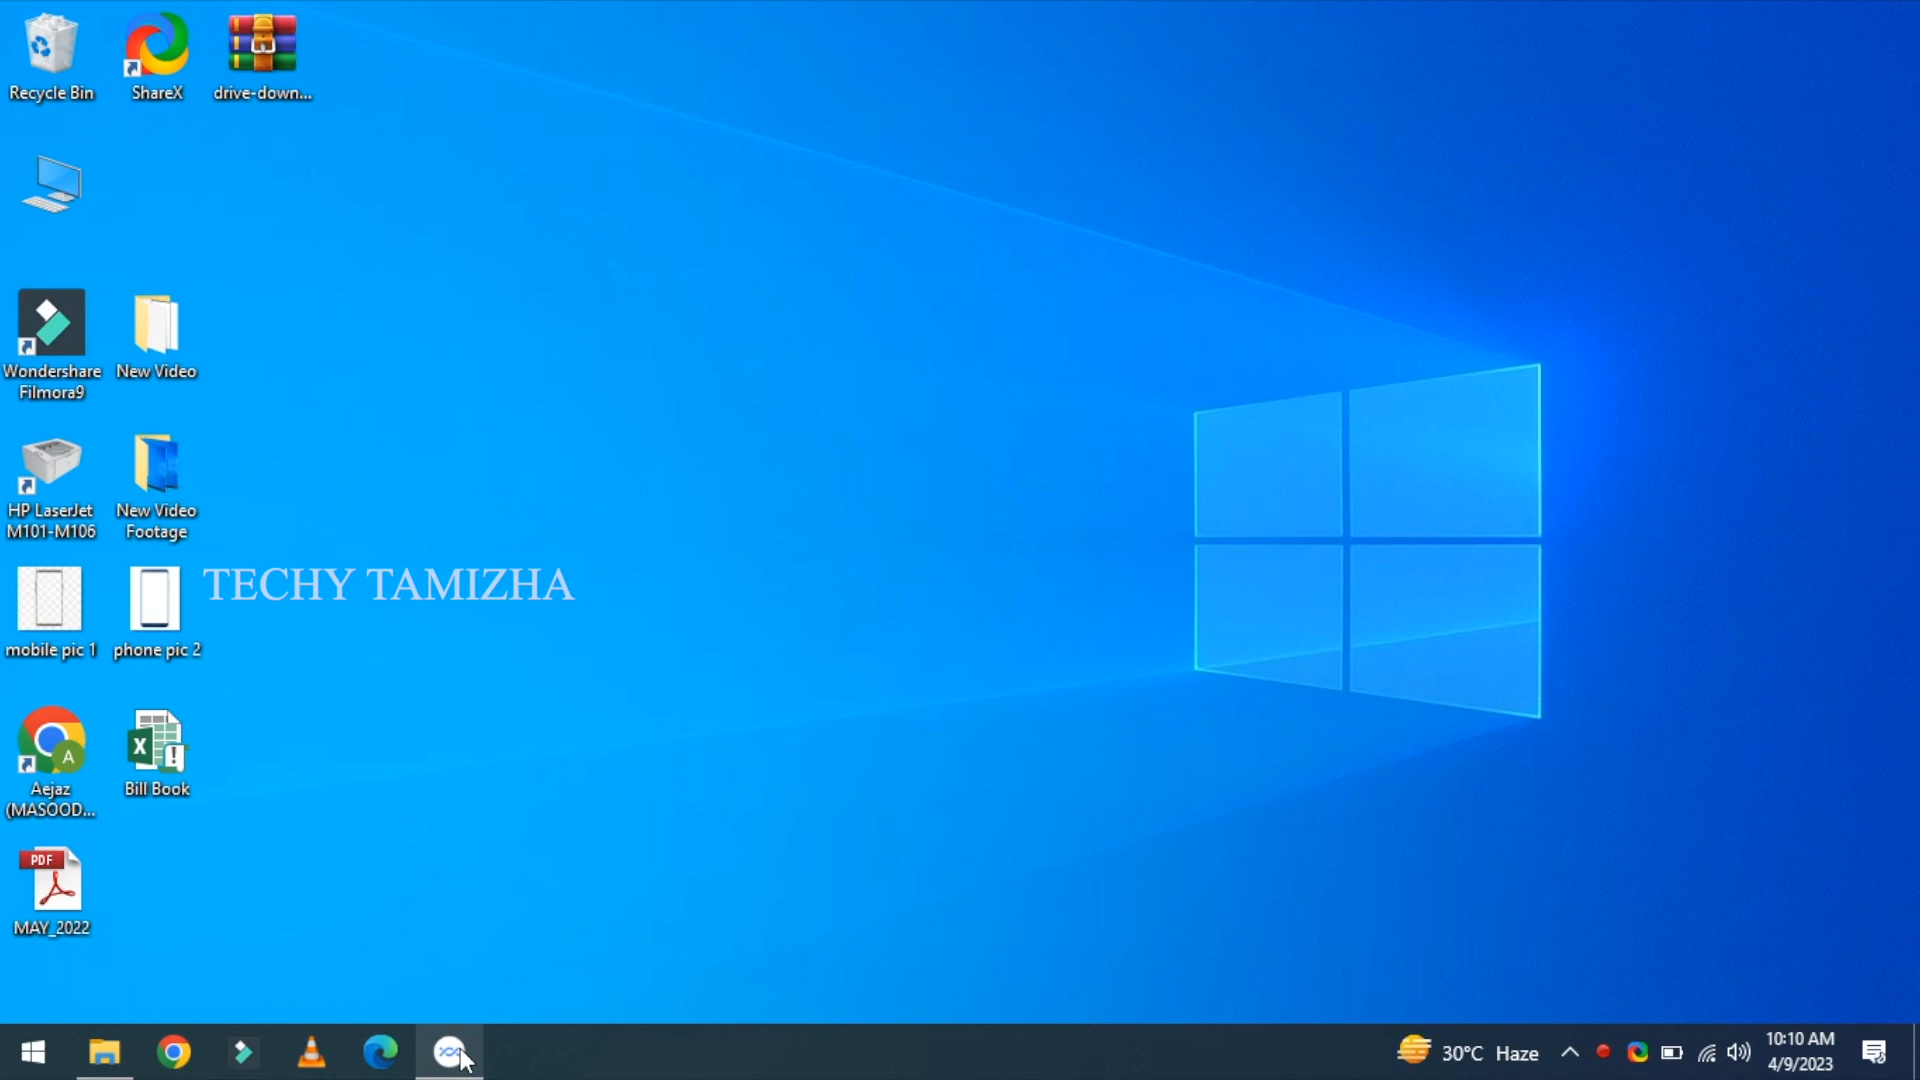 Recycle Bin
ShareX
drive-down...
Wondershare
Filmora9
New Video
HP LaserJet
M101-M106
New Video
Footage
mobile pic 1
phone pic 2
TECHY TAMIZHA
A
Aejaz
(MASOOD...
X
Bill Book
PDF
MAY_2022
30°C Haze
10:10 AM
4/9/2023